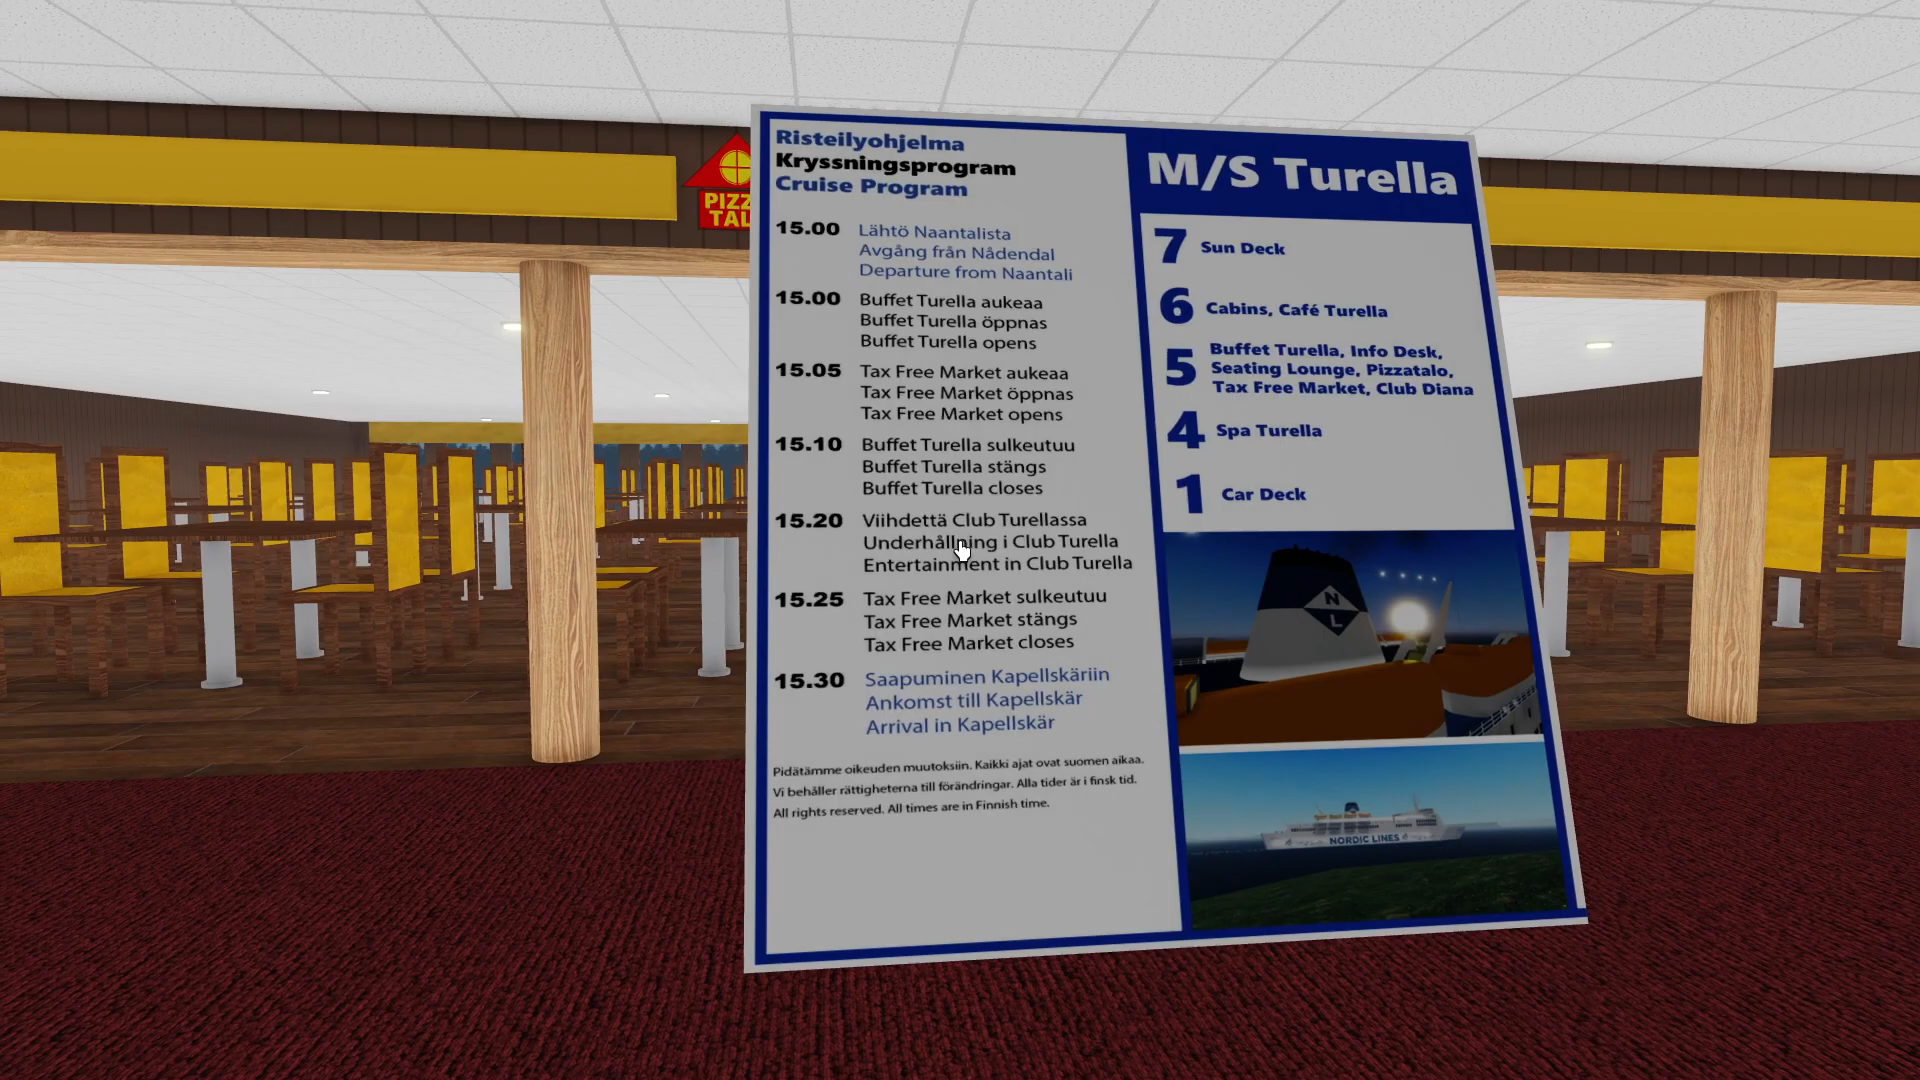 PIZZ
TAL
Risteilyohjelma
Kryssningsprogram
Cruise Program
15.00 Lähtö Naantalista
Avgång från Nådendal
Departure from Naantali
15.00 Buffet Turella aukeaa
Buffet Turella öppnas
Buffet Turella opens
15.05 Tax Free Market aukeaa
Tax Free Market öppnas
Tax Free Market opens
15.10 Buffet Turella sulkeutuu
Buffet Turella stängs
Buffet Turella closes
15.20 Viihdettä Club Turellassa
Underhållning i Club Turella
Entertainment in Club Turella
15.25 Tax Free Market sulkeutuu
Tax Free Market stängs
Tax Free Market closes
15.30 Saapuminen Kapellskäriin
Ankomst till Kapellskär
Arrival in Kapellskär
Pidätämme oikeuden muutoksiin. Kaikki ajat ovat suomen aikaa.
Vi behåller rättigheterna till förändringar. Alla tider är i finsk tid.
All rights reserved. All times are in Finnish time.
M/S Turella
7 Sun Deck
6 Cabins, Café Turella
5 Buffet Turella, Info Desk,
Seating Lounge, Pizzatalo,
Tax Free Market, Club Diana
4 Spa Turella
1 Car Deck
N
L
NORDIC LINES